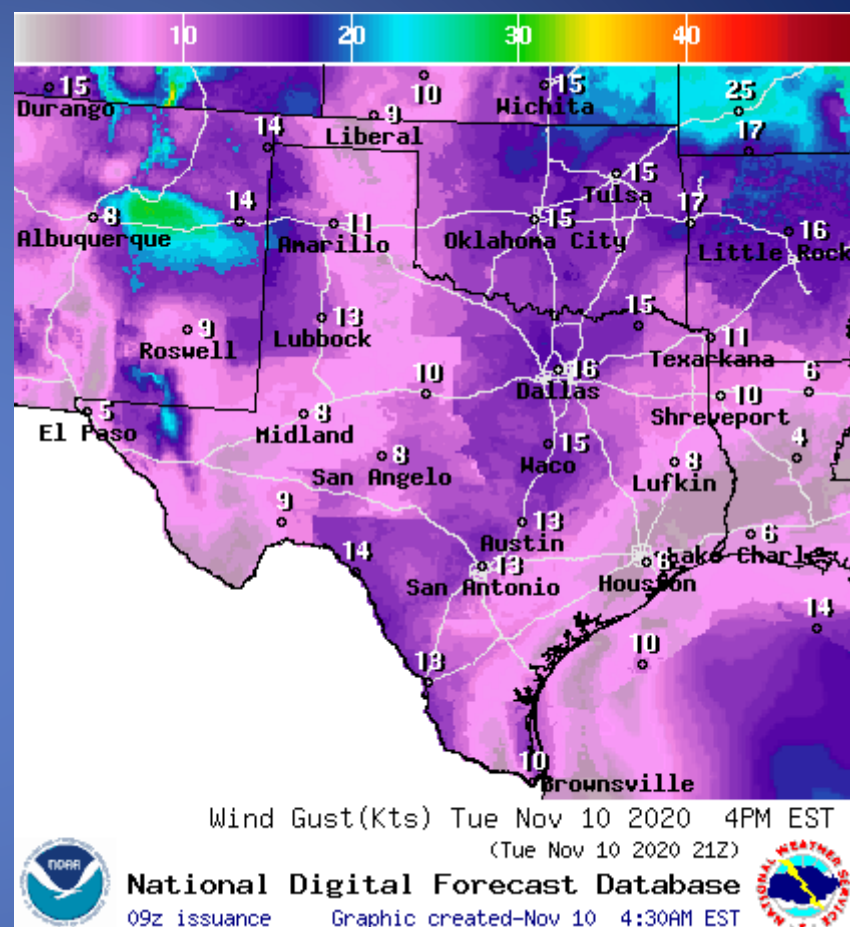 10 20 30 40
15 10 15 25
Durango 9 Wichita
Liberal
14 17
15
Tulsa
8 14 11 15 17 16
Albuquerque Amarillo Oklahoma City Little Rock
9 13 15
Roswell Lubbock 11
Texarkana
10 16 10 6
Dallas
5 8 Shreveport
El Paso Midland 4
8 15 8
San Angelo Waco Lufkin
9 13 6
Austin
14 13 6 Lake Charles
San Antonio Houston
14
10
13
10
Brownsville
Wind Gust(Kts) Tue Nov 10 2020 4PM EST
(Tue Nov 10 2020 21Z)
NOAA
National Digital Forecast Database
09z issuance Graphic created-Nov 10 4:30AM EST
NATIONAL WEATHER SERVICE